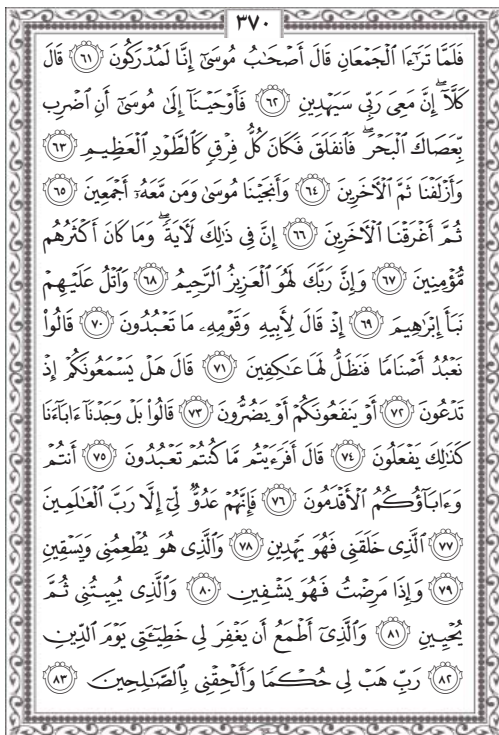 ٣٧٠
فَلَمَّا تَرَٰٓءَا ٱلْجَمْعَانِ قَالَ أَصْحَٰبُ مُوسَىٰٓ إِنَّا لَمُدْرَكُونَ ٦١ قَالَ
كَلَّآ ۖ إِنَّ مَعِىَ رَبِّى سَيَهْدِينِ ٦٢ فَأَوْحَيْنَآ إِلَىٰ مُوسَىٰٓ أَنِ ٱضْرِب
بِّعَصَاكَ ٱلْبَحْرَ ۖ فَٱنفَلَقَ فَكَانَ كُلُّ فِرْقٍ كَٱلطَّوْدِ ٱلْعَظِيمِ ٦٣
وَأَزْلَفْنَا ثَمَّ ٱلْءَاخَرِينَ ٦٤ وَأَنجَيْنَا مُوسَىٰ وَمَن مَّعَهُۥٓ أَجْمَعِينَ ٦٥
ثُمَّ أَغْرَقْنَا ٱلْءَاخَرِينَ ٦٦ إِنَّ فِى ذَٰلِكَ لَءَايَةً ۖ وَمَا كَانَ أَكْثَرُهُم
مُّؤْمِنِينَ ٦٧ وَإِنَّ رَبَّكَ لَهُوَ ٱلْعَزِيزُ ٱلرَّحِيمُ ٦٨ وَٱتْلُ عَلَيْهِمْ
نَبَأَ إِبْرَٰهِيمَ ٦٩ إِذْ قَالَ لِأَبِيهِ وَقَوْمِهِۦ مَا تَعْبُدُونَ ٧٠ قَالُوا۟
نَعْبُدُ أَصْنَامًا فَنَظَلُّ لَهَا عَٰكِفِينَ ٧١ قَالَ هَلْ يَسْمَعُونَكُمْ إِذْ
تَدْعُونَ ٧٢ أَوْ يَنفَعُونَكُمْ أَوْ يَضُرُّونَ ٧٣ قَالُوا۟ بَلْ وَجَدْنَآ ءَابَآءَنَا
كَذَٰلِكَ يَفْعَلُونَ ٧٤ قَالَ أَفَرَءَيْتُم مَّا كُنتُمْ تَعْبُدُونَ ٧٥ أَنتُمْ
وَءَابَآؤُكُمُ ٱلْأَقْدَمُونَ ٧٦ فَإِنَّهُمْ عَدُوٌّ لِّىٓ إِلَّا رَبَّ ٱلْعَٰلَمِينَ
٧٧ ٱلَّذِى خَلَقَنِى فَهُوَ يَهْدِينِ ٧٨ وَٱلَّذِى هُوَ يُطْعِمُنِى وَيَسْقِينِ
٧٩ وَإِذَا مَرِضْتُ فَهُوَ يَشْفِينِ ٨٠ وَٱلَّذِى يُمِيتُنِى ثُمَّ
يُحْيِينِ ٨١ وَٱلَّذِىٓ أَطْمَعُ أَن يَغْفِرَ لِى خَطِيٓـَٔتِى يَوْمَ ٱلدِّينِ
٨٢ رَبِّ هَبْ لِى حُكْمًا وَأَلْحِقْنِى بِٱلصَّٰلِحِينَ ٨٣